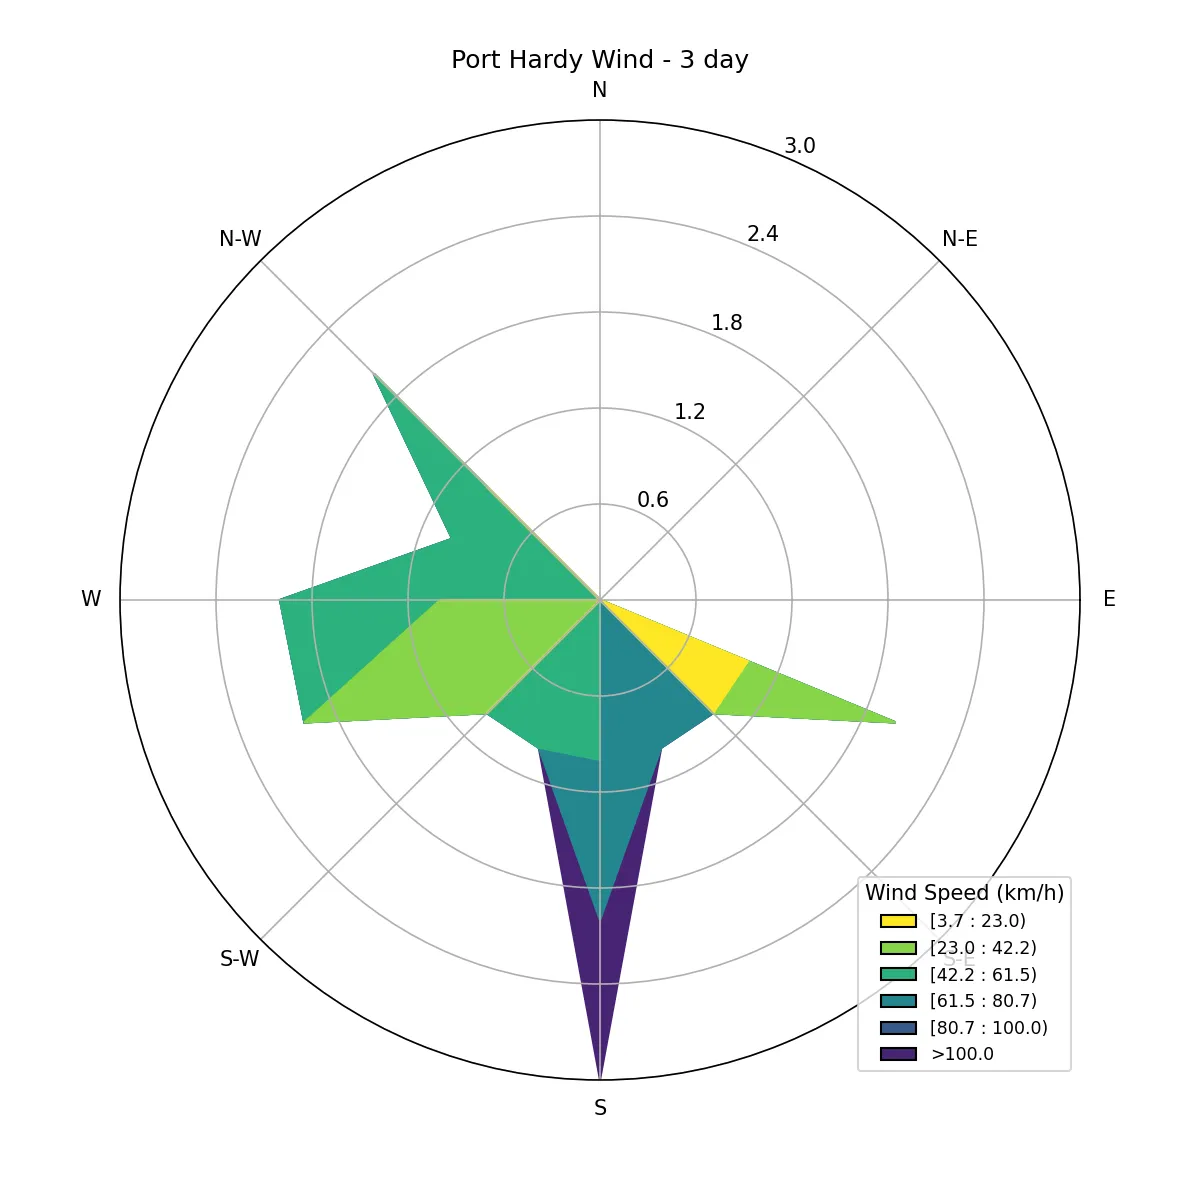 Port Hardy Wind - 3 day
N
3.0
N-W
2.4
N-E
1.8
1.2
0.6
W
E
S-W
S-E
S
Wind Speed (km/h)
[3.7 : 23.0)
[23.0 : 42.2)
[42.2 : 61.5)
[61.5 : 80.7)
[80.7 : 100.0)
>100.0